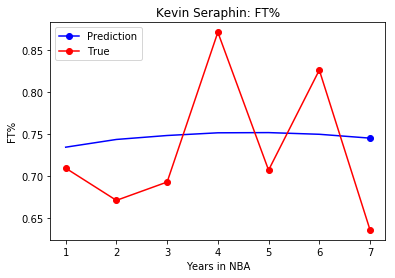 Kevin Seraphin: FT%
Prediction
True
0.85
0.80
0.75
0.70
0.65
FT%
1 2 3 4 5 6 7
Years in NBA